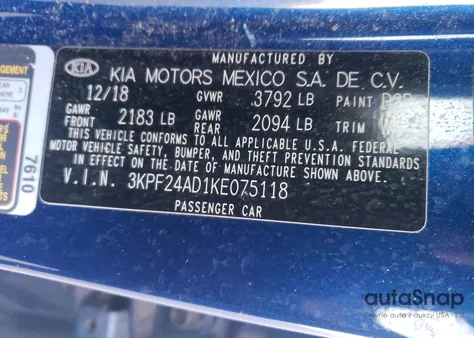 MANUFACTURED BY
KIA KIA MOTORS MEXICO S.A. DE C.V.
12/18 GVWR 3792 LB PAINT
GAWR FRONT 2183 LB GAWR REAR 2094 LB TRIM
THIS VEHICLE CONFORMS TO ALL APPLICABLE U.S.A. FEDERAL
MOTOR VEHICLE SAFETY, BUMPER, AND THEFT PREVENTION STANDARDS
IN EFFECT ON THE DATE OF MANUFACTURE SHOWN ABOVE.
V.I.N. 3KPF24AD1KE075118
PASSENGER CAR
7610
autoSnap